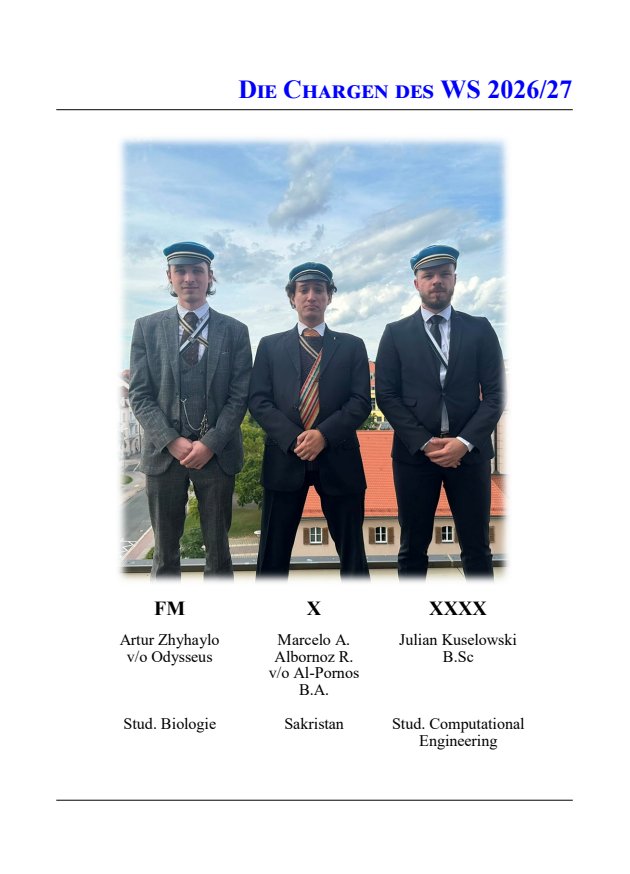 Die Chargen des WS 2026/27
FM
X
XXXX
Artur Zhyhaylo
v/o Odysseus
Marcelo A.
Albornoz R.
v/o Al-Pornos
B.A.
Julian Kuselowski
B.Sc
Stud. Biologie
Sakristan
Stud. Computational
Engineering